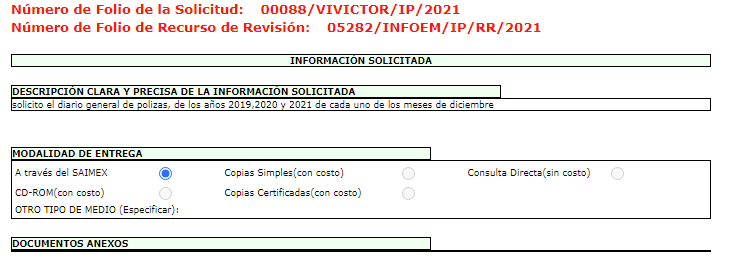 Número de Folio de la Solicitud: 00088/VIVICTOR/IP/2021
Número de Folio de Recurso de Revisión: 05282/INFOEM/IP/RR/2021
INFORMACIÓN SOLICITADA
DESCRIPCIÓN CLARA Y PRECISA DE LA INFORMACIÓN SOLICITADA
solicito el diario general de polizas, de los años 2019,2020 y 2021 de cada uno de los meses de diciembre
MODALIDAD DE ENTREGA
A través del SAIMEX Copias Simples(con costo) Consulta Directa(sin costo)
CD-ROM(con costo) Copias Certificadas(con costo)
OTRO TIPO DE MEDIO (Especificar):
DOCUMENTOS ANEXOS